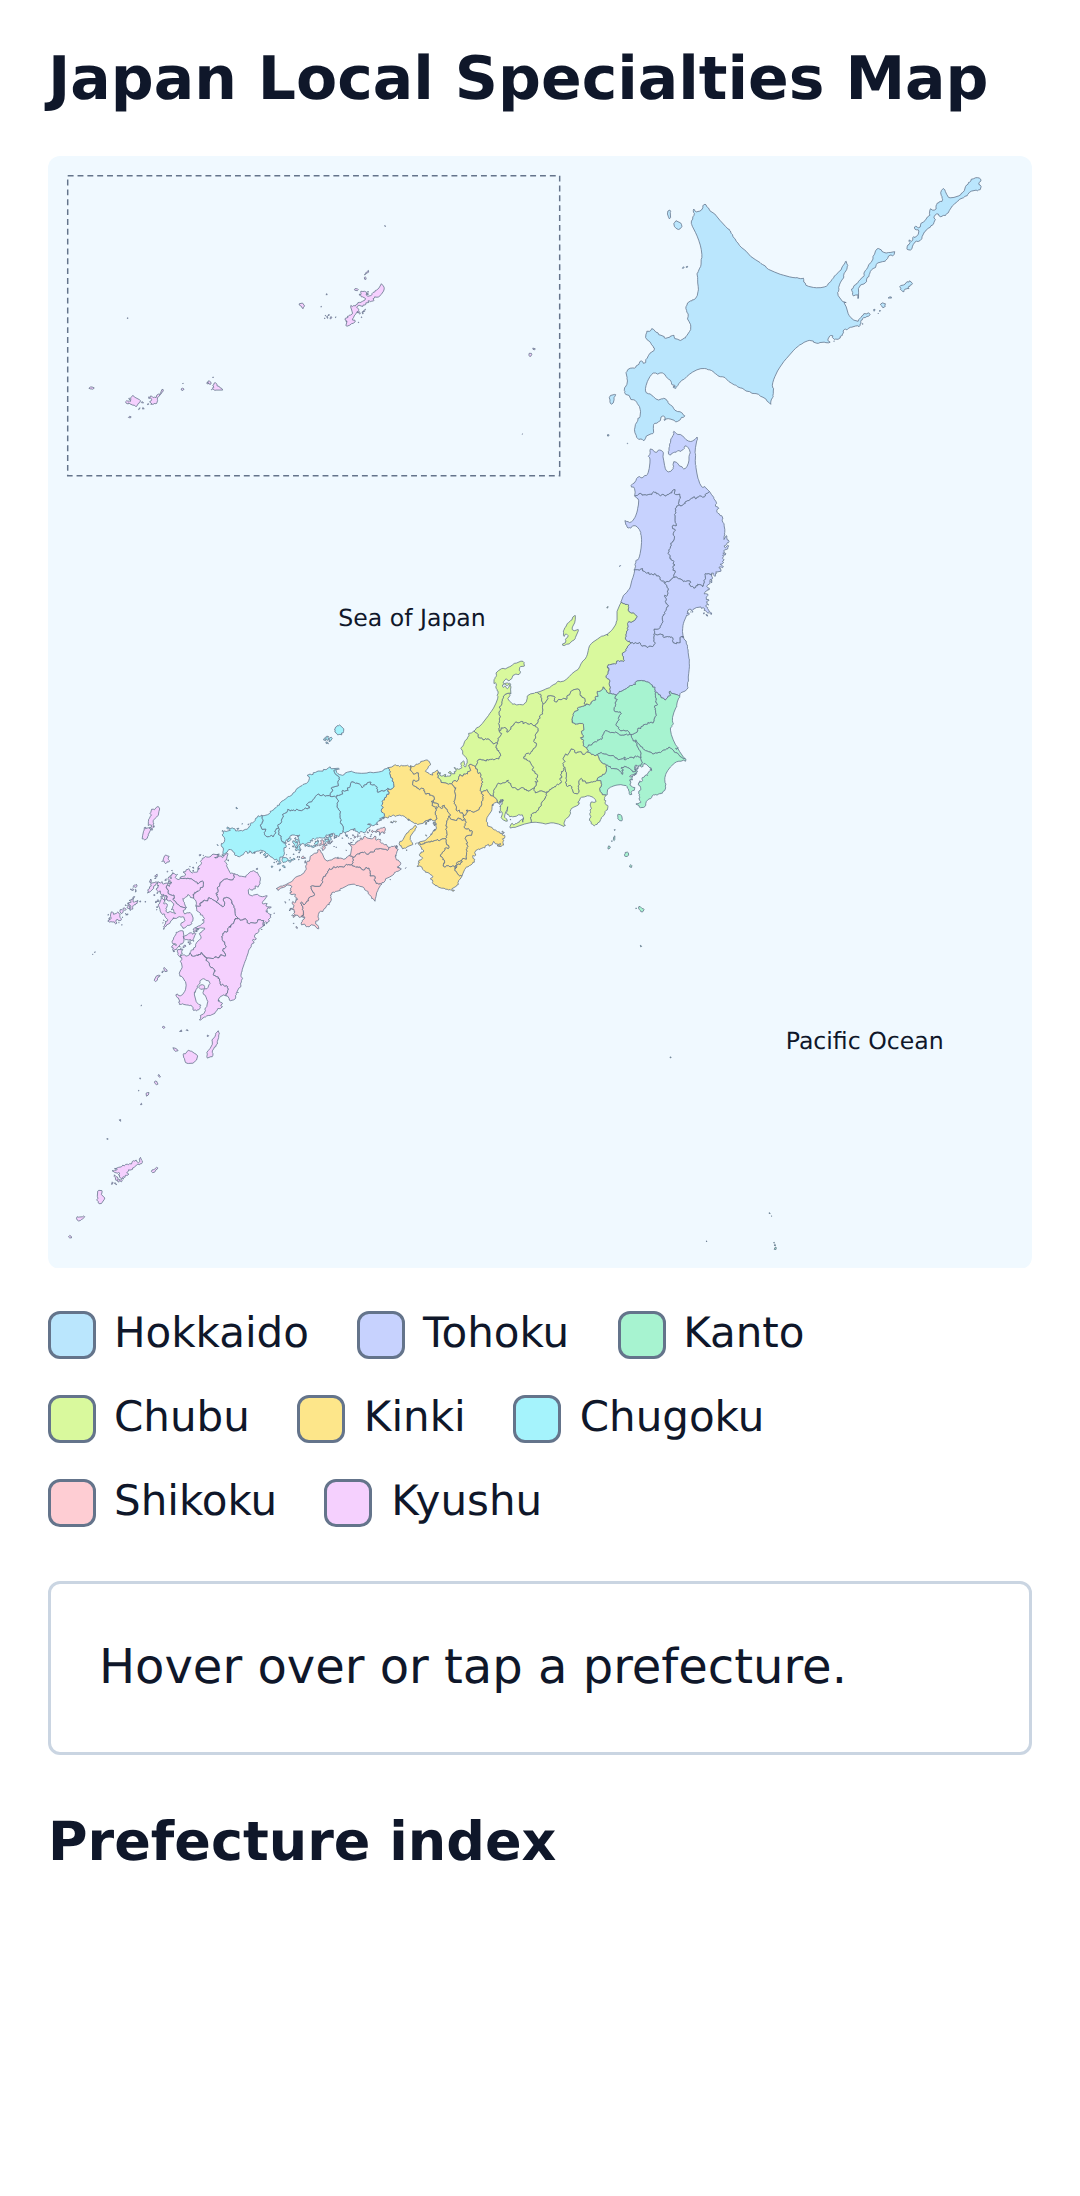 Japan Local Specialties Map
Sea of Japan
Pacific Ocean
Hokkaido Tohoku Kanto
Chubu Kinki Chugoku
Shikoku Kyushu
Hover over or tap a prefecture.
Prefecture index